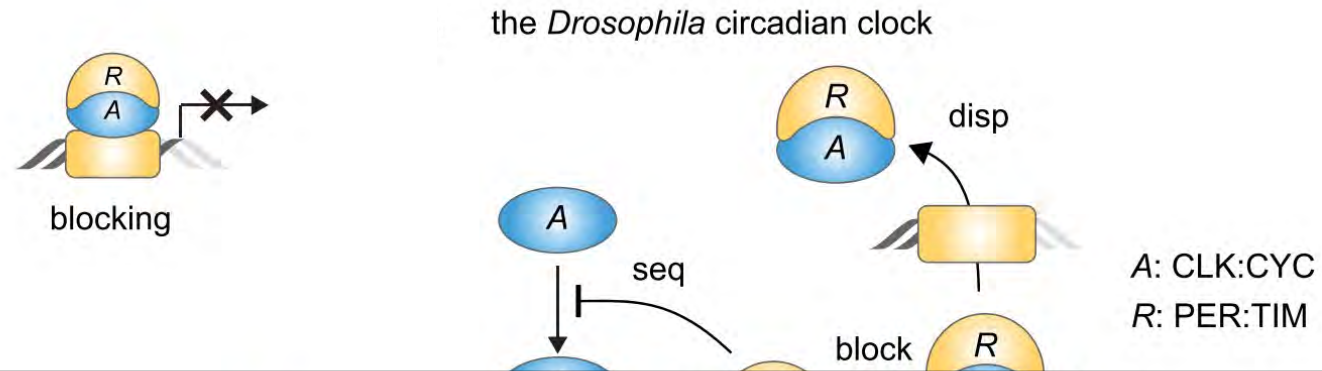 the Drosophila circadian clock
R
A
blocking
R
A
disp
A
seq
A: CLK:CYC
R: PER:TIM
block
R